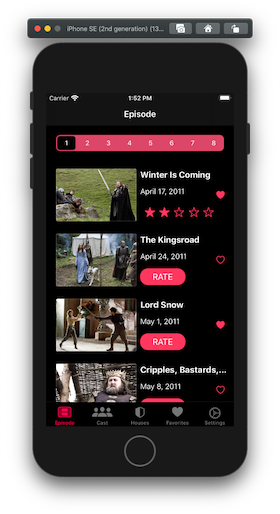 iPhone SE (2nd generation) (13...
Carrier
1:52 PM
Episode
1 2 3 4 5 6 7 8
Winter Is Coming
April 17, 2011
The Kingsroad
April 24, 2011
RATE
Lord Snow
May 1, 2011
RATE
Cripples, Bastards,...
May 8, 2011
Episode Cast Houses Favorites Settings